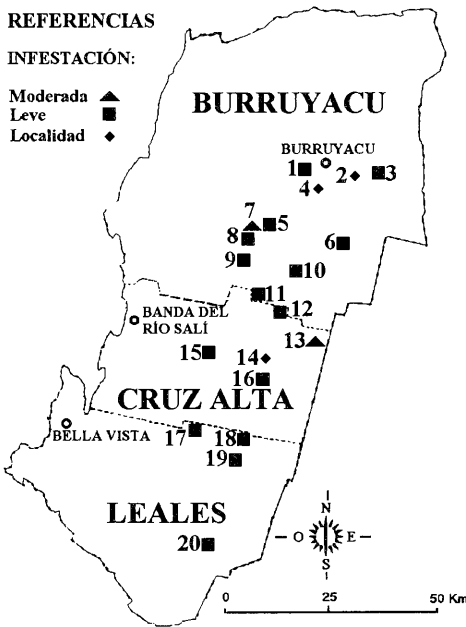 REFERENCIAS
INFESTACIÓN:
Moderada
Leve
Localidad
BURRUYACU
BURRUYACU
1
2
3
4
7
5
8
6
9
10
11
12
BANDA DEL
RÍO SALÍ
13
15
14
16
CRUZ ALTA
BELLA VISTA
17
18
19
LEALES
20
N
O
E
S
0
25
50 Km